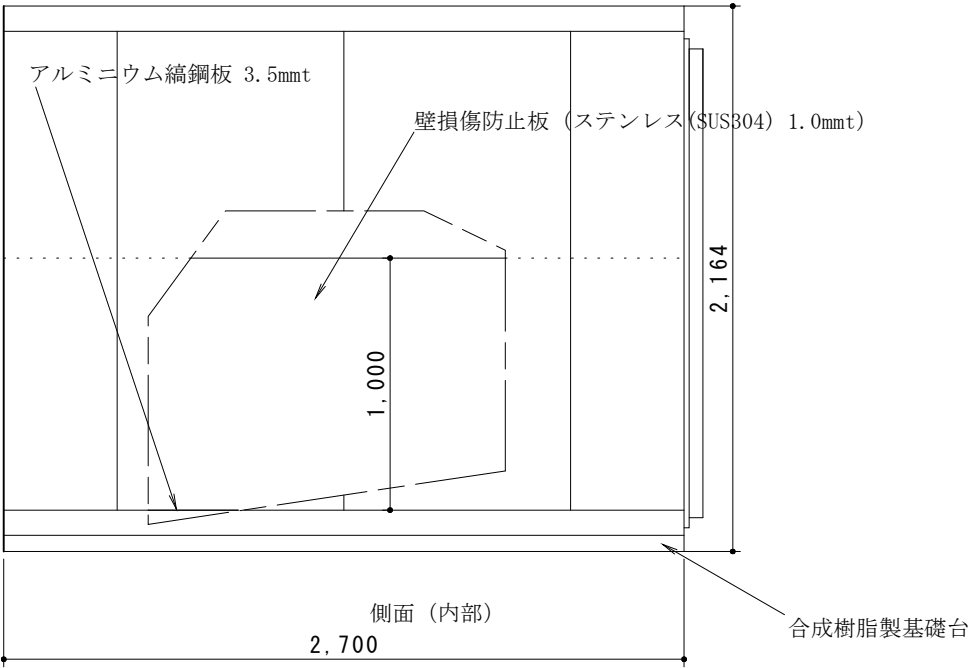 アルミニウム縞鋼板 3.5mmt
壁損傷防止板（ステンレス(SUS304) 1.0mmt）
2,164
1,000
側面（内部）
合成樹脂製基礎台
2,700